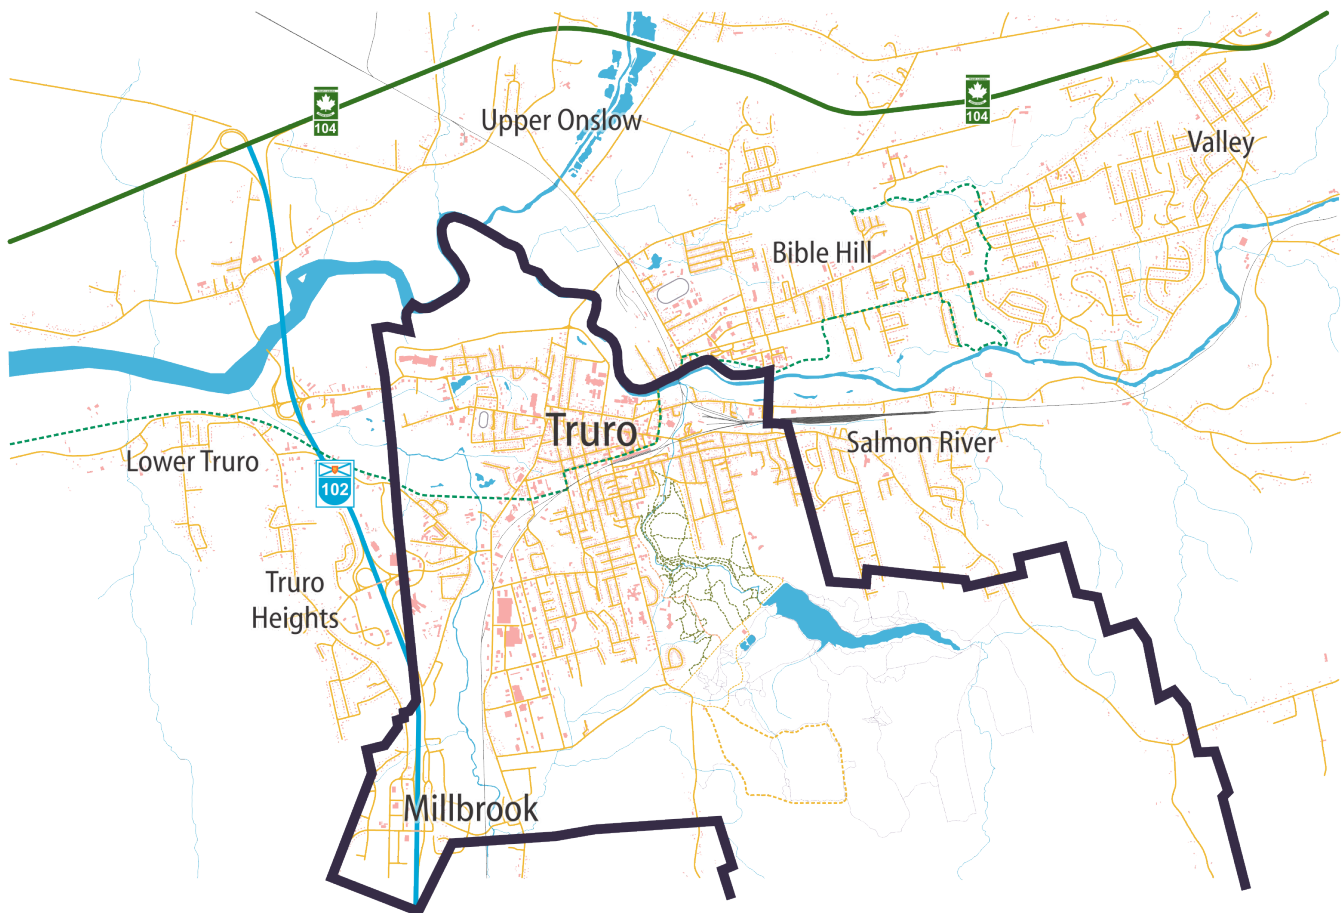 104
104
Upper Onslow
Valley
Bible Hill
Truro
Salmon River
Lower Truro
102
Truro
Heights
Millbrook